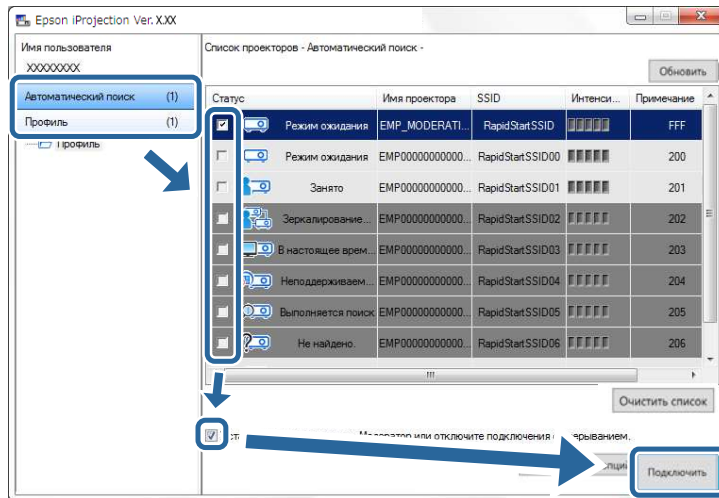 Epson iProjection Ver. X.XX
Имя пользователя
XXXXXXXX
Список проекторов - Автоматический поиск -
Обновить
Автоматический поиск (1)
Профиль (1)
Профиль
Статус Имя проектора SSID Интенси... Примечание
Режим ожидания EMP_MODERATI... RapidStartSSID FFF
Режим ожидания EMP00000000000... RapidStartSSID00 200
Занято EMP00000000000... RapidStartSSID01 201
Зеркалирование... EMP00000000000... RapidStartSSID02 202
В настоящее врем... EMP00000000000... RapidStartSSID03 203
Неподдерживаем... EMP00000000000... RapidStartSSID04 204
Выполняется поиск EMP00000000000... RapidStartSSID05 205
Не найдено. EMP00000000000... RapidStartSSID06 206
Очистить список
Модератор или отключите подключения с
Подключить